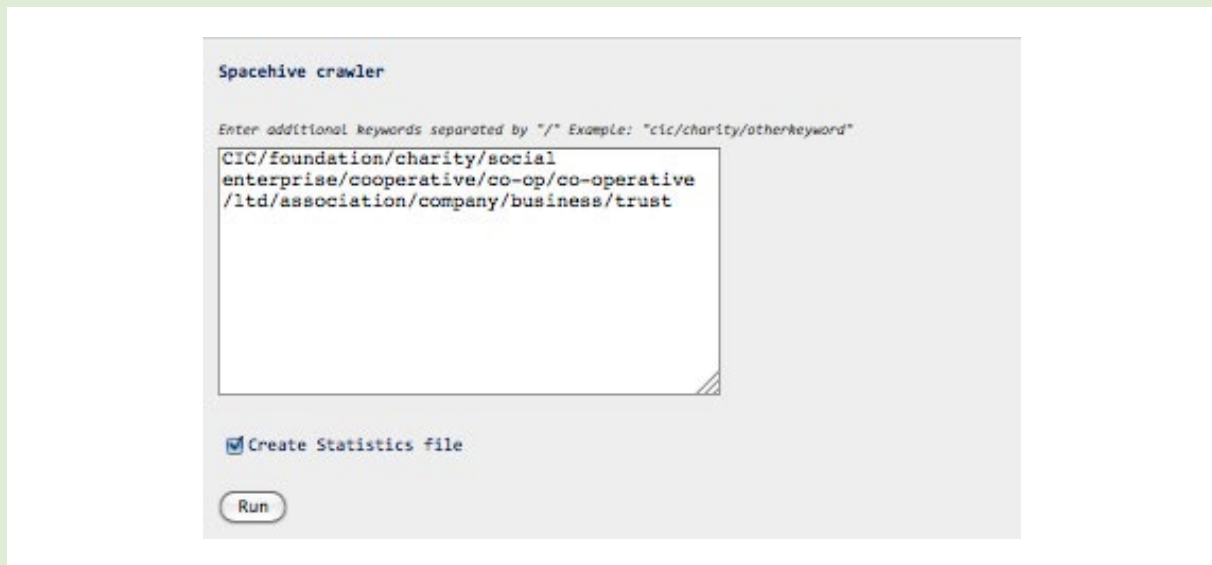 Spacehive crawler
Enter additional keywords separated by "/" Example: "cic/charity/otherkeyword"
CIC/foundation/charity/social
enterprise/cooperative/co-op/co-operative
/ltd/association/company/business/trust
Create Statistics file
Run